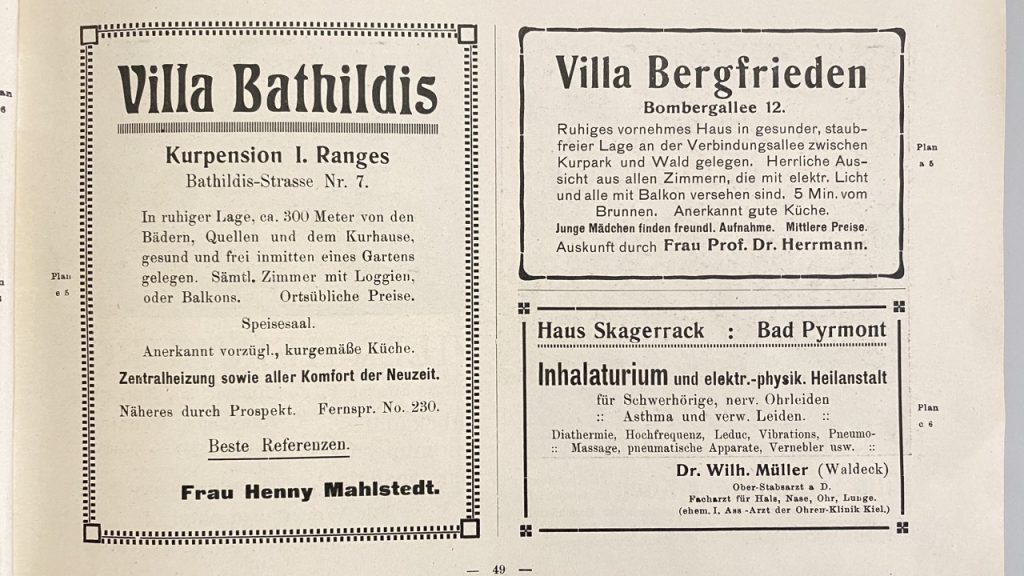 Villa Bathildis
Kurpension I. Ranges
Bathildis-Strasse Nr. 7.
In ruhiger Lage, ca. 300 Meter von den
Bädern, Quellen und dem Kurhause,
gesund und frei inmitten eines Gartens
gelegen. Sämtl. Zimmer mit Loggien,
oder Balkons. Ortsübliche Preise.
Speisesaal.
Anerkannt vorzügl., kurgemäße Küche.
Zentralheizung sowie aller Komfort der Neuzeit.
Näheres durch Prospekt. Fernspr. No. 230.
Beste Referenzen.
Frau Henny Mahlstedt.
Plan
e 5
Villa Bergfrieden
Bombergallee 12.
Ruhiges vornehmes Haus in gesunder, staub-
freier Lage an der Verbindungsallee zwischen
Kurpark und Wald gelegen. Herrliche Aus-
sicht aus allen Zimmern, die mit elektr. Licht
und alle mit Balkon versehen sind. 5 Min. vom
Brunnen. Anerkannt gute Küche.
Junge Mädchen finden freundl. Aufnahme. Mittlere Preise.
Auskunft durch Frau Prof. Dr. Herrmann.
Plan
a 5
Haus Skagerrack : Bad Pyrmont
Inhalaturium und elektr.-physik. Heilanstalt
für Schwerhörige, nerv. Ohrleiden
:: Asthma und verw. Leiden. ::
Diathermie, Hochfrequenz, Leduc, Vibrations, Pneumo-
:: Massage, pneumatische Apparate, Vernebler usw. ::
Dr. Wilh. Müller (Waldeck)
Ober-Stabsarzt a D.
Facharzt für Hals, Nase, Ohr, Lunge.
(ehem. I. Ass -Arzt der Ohren-Klinik Kiel.)
Plan
c 6
— 49 —